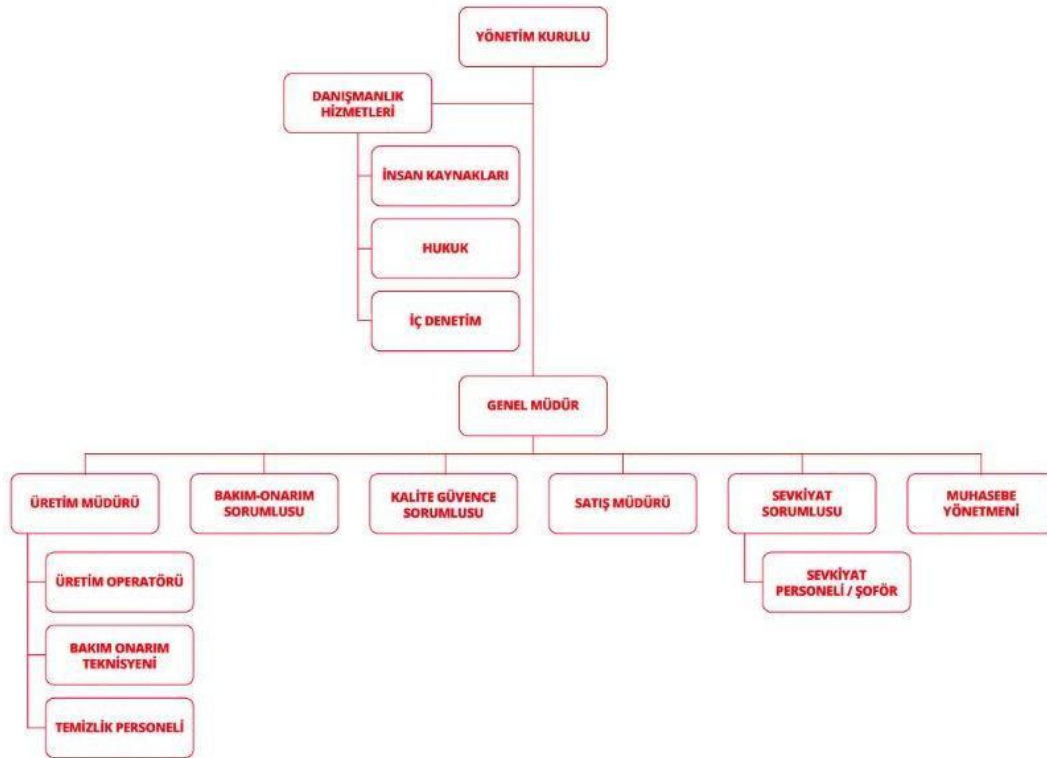 YÖNETİM KURULU
DANIŞMANLIK
HİZMETLERİ
İNSAN KAYNAKLARI
HUKUK
İÇ DENETİM
GENEL MÜDÜR
ÜRETİM MÜDÜRÜ
BAKIM-ONARIM
SORUMLUSU
KALİTE GÜVENCE
SORUMLUSU
SATIŞ MÜDÜRÜ
SEVKİYAT
SORUMLUSU
MUHASEBE
YÖNETMENİ
ÜRETİM OPERATÖRÜ
BAKIM ONARIM
TEKNİSYENİ
TEMİZLİK PERSONELİ
SEVKİYAT
PERSONELİ / ŞOFÖR